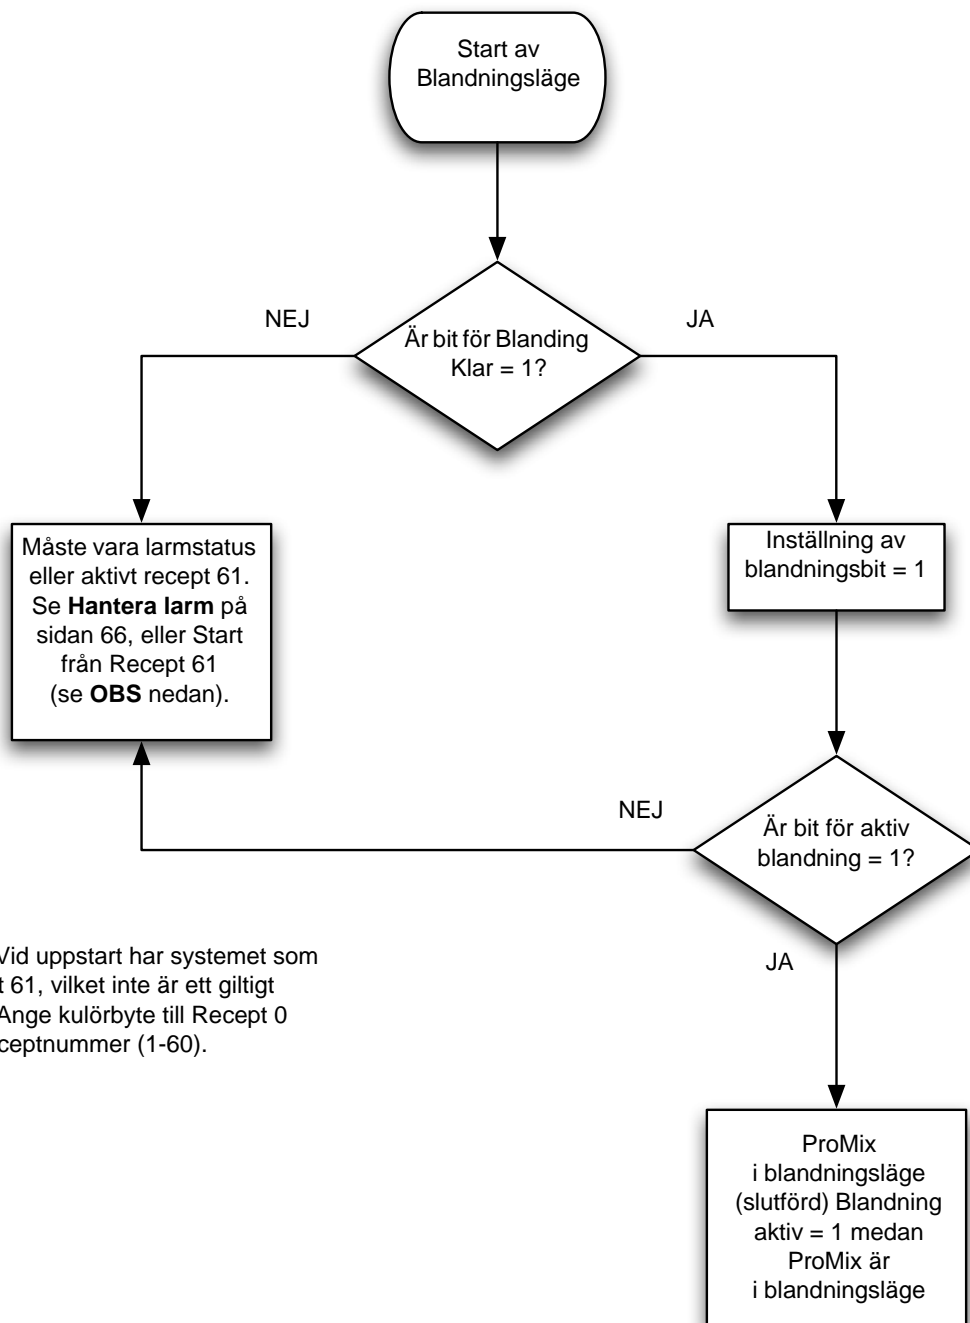 Start av
Blandningsläge
NEJ
JA
Är bit för Blanding
Klar = 1?
Måste vara larmstatus
eller aktivt recept 61.
Se Hantera larm på
sidan 66, eller Start
från Recept 61
(se OBS nedan).
Inställning av
blandningsbit = 1
NEJ
Är bit för aktiv
blandning = 1?
JA
Vid uppstart har systemet som
t 61, vilket inte är ett giltigt
Ange kulörbyte till Recept 0
ceptnummer (1-60).
ProMix
i blandningsläge
(slutförd) Blandning
aktiv = 1 medan
ProMix är
i blandningsläge